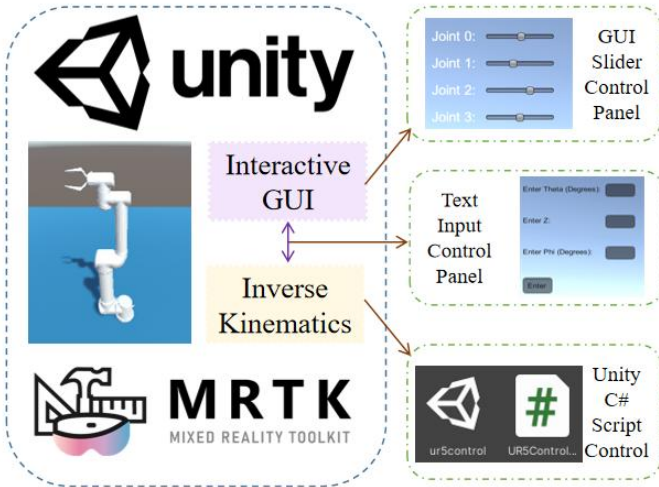 unity
Interactive
GUI
Inverse
Kinematics
MRTK
MIXED REALITY TOOLKIT
Joint 0:
Joint 1:
Joint 2:
Joint 3:
GUI
Slider
Control
Panel
Text
Input
Control
Panel
Enter Theta (Degrees):
Enter Z:
Enter Phi (Degrees):
Enter
#
ur5control
UR5Control...
Unity
C#
Script
Control